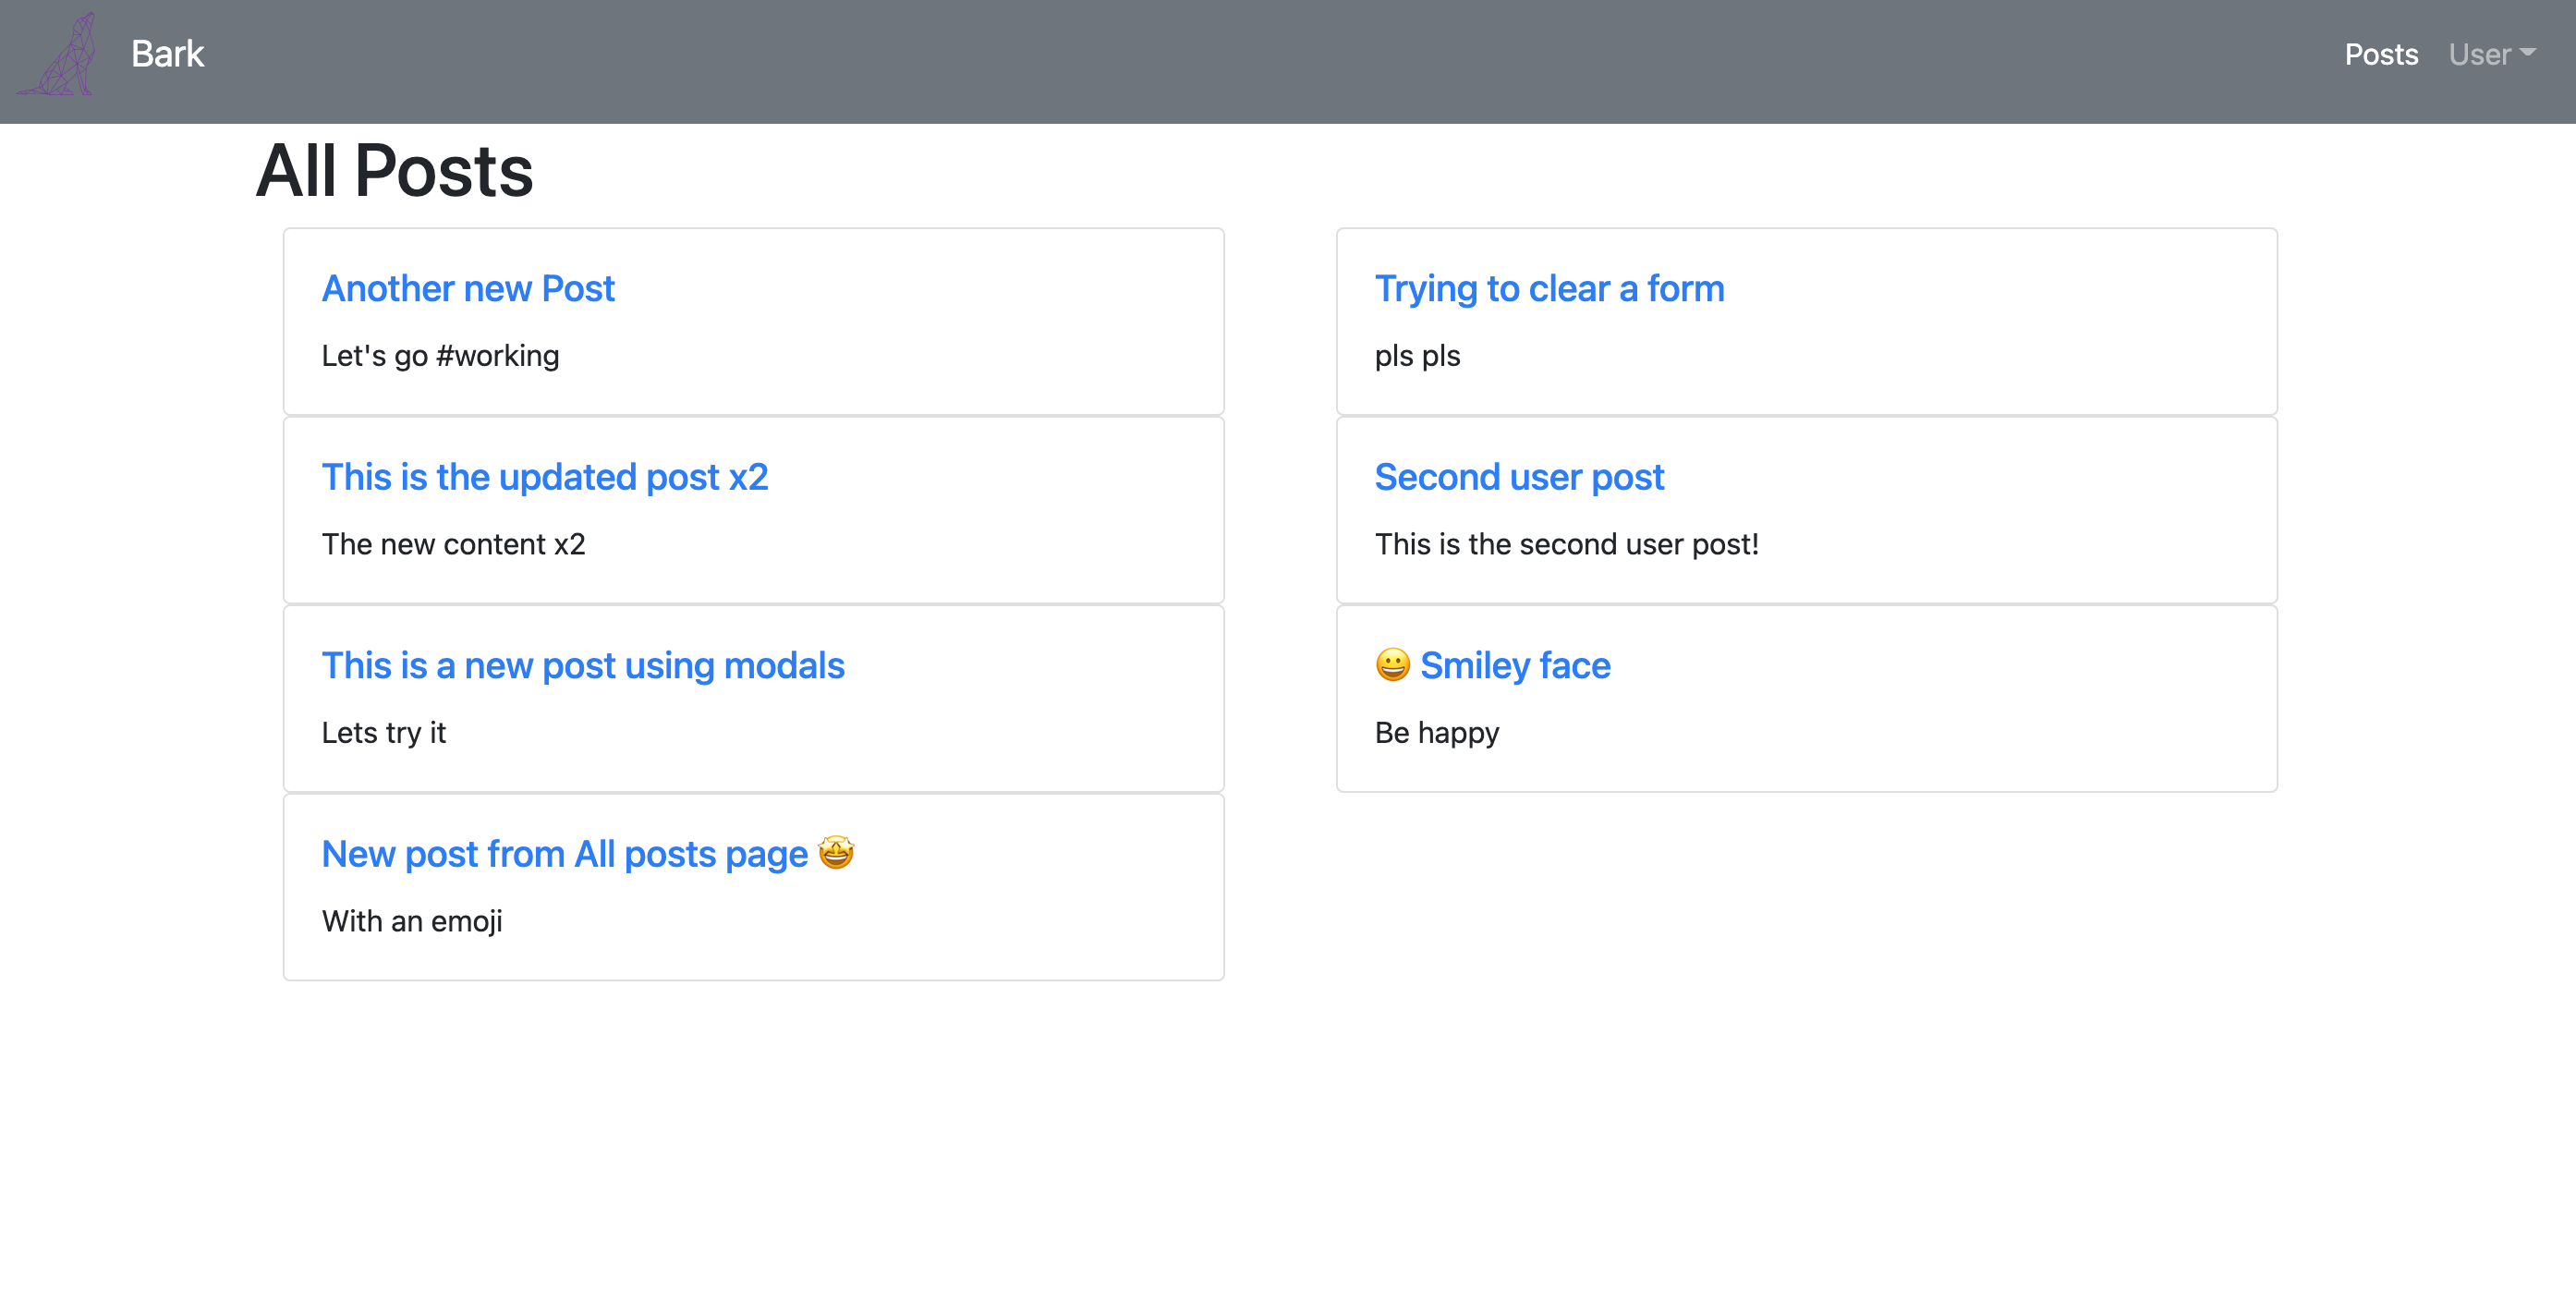 Bark
Posts
User
All Posts
Another new Post
Let's go #working
Trying to clear a form
pls pls
This is the updated post x2
The new content x2
Second user post
This is the second user post!
This is a new post using modals
Lets try it
😀 Smiley face
Be happy
New post from All posts page 🤩
With an emoji